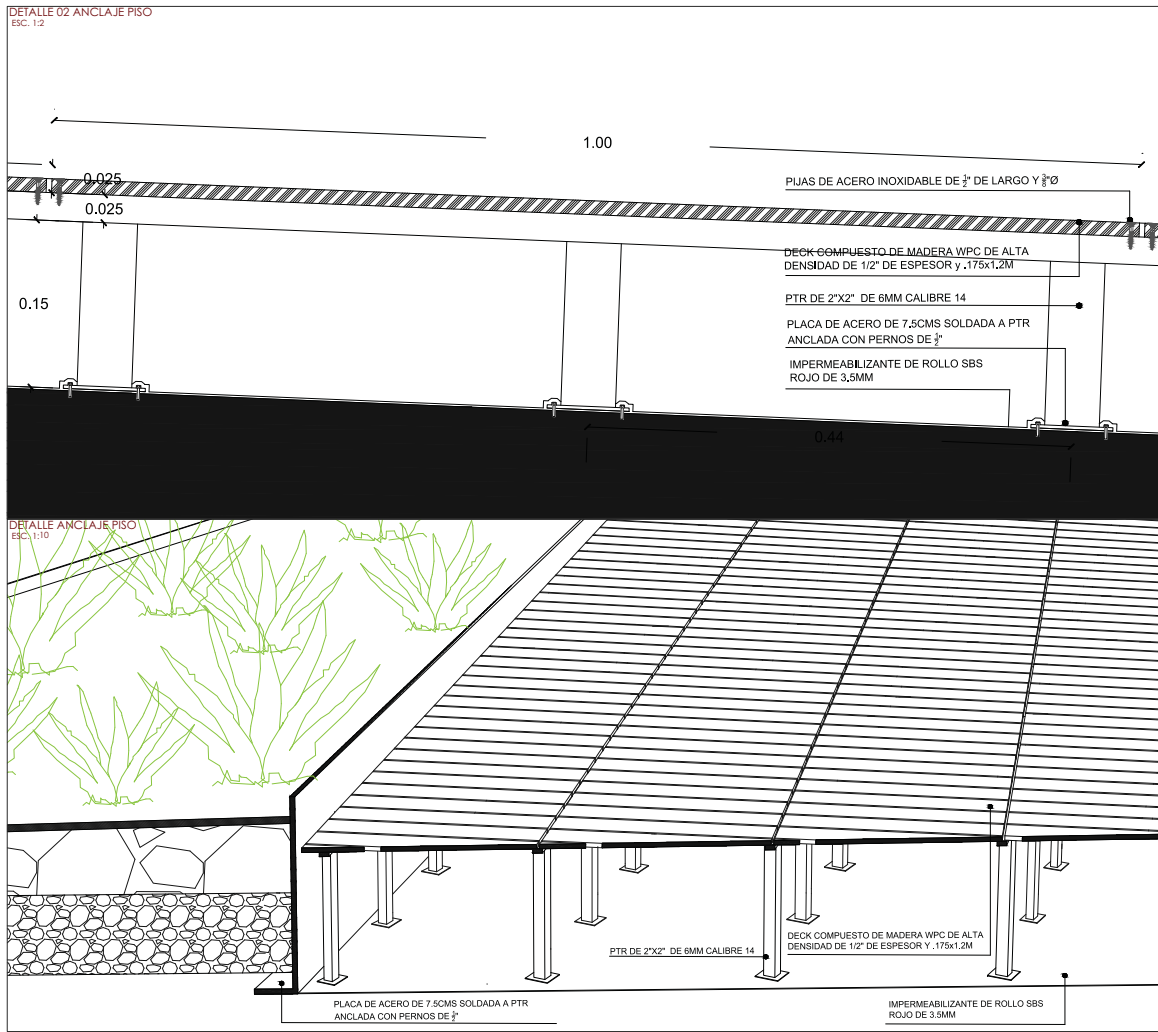 DETALLE 02 ANCLAJE PISO
ESC. 1:2
1.00
0.025
0.025
PIJAS DE ACERO INOXIDABLE DE ½" DE LARGO Y ⅜"Ø
DECK COMPUESTO DE MADERA WPC DE ALTA
DENSIDAD DE 1/2" DE ESPESOR y .175x1.2M
0.15
PTR DE 2"X2" DE 6MM CALIBRE 14
PLACA DE ACERO DE 7.5CMS SOLDADA A PTR
ANCLADA CON PERNOS DE ½"
IMPERMEABILIZANTE DE ROLLO SBS
ROJO DE 3.5MM
0.44
DETALLE ANCLAJE PISO
ESC. 1:10
DECK COMPUESTO DE MADERA WPC DE ALTA
DENSIDAD DE 1/2" DE ESPESOR Y .175x1.2M
PTR DE 2"X2" DE 6MM CALIBRE 14
PLACA DE ACERO DE 7.5CMS SOLDADA A PTR
ANCLADA CON PERNOS DE ½"
IMPERMEABILIZANTE DE ROLLO SBS
ROJO DE 3.5MM